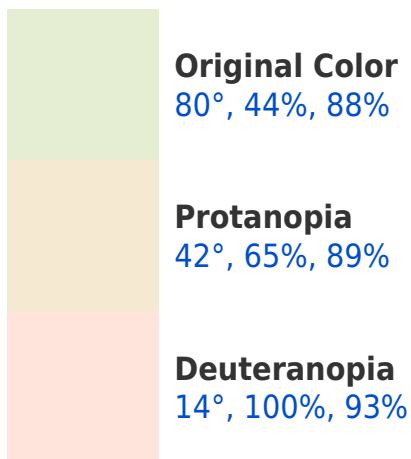 Original Color
80°, 44%, 88%
Protanopia
42°, 65%, 89%
Deuteranopia
14°, 100%, 93%